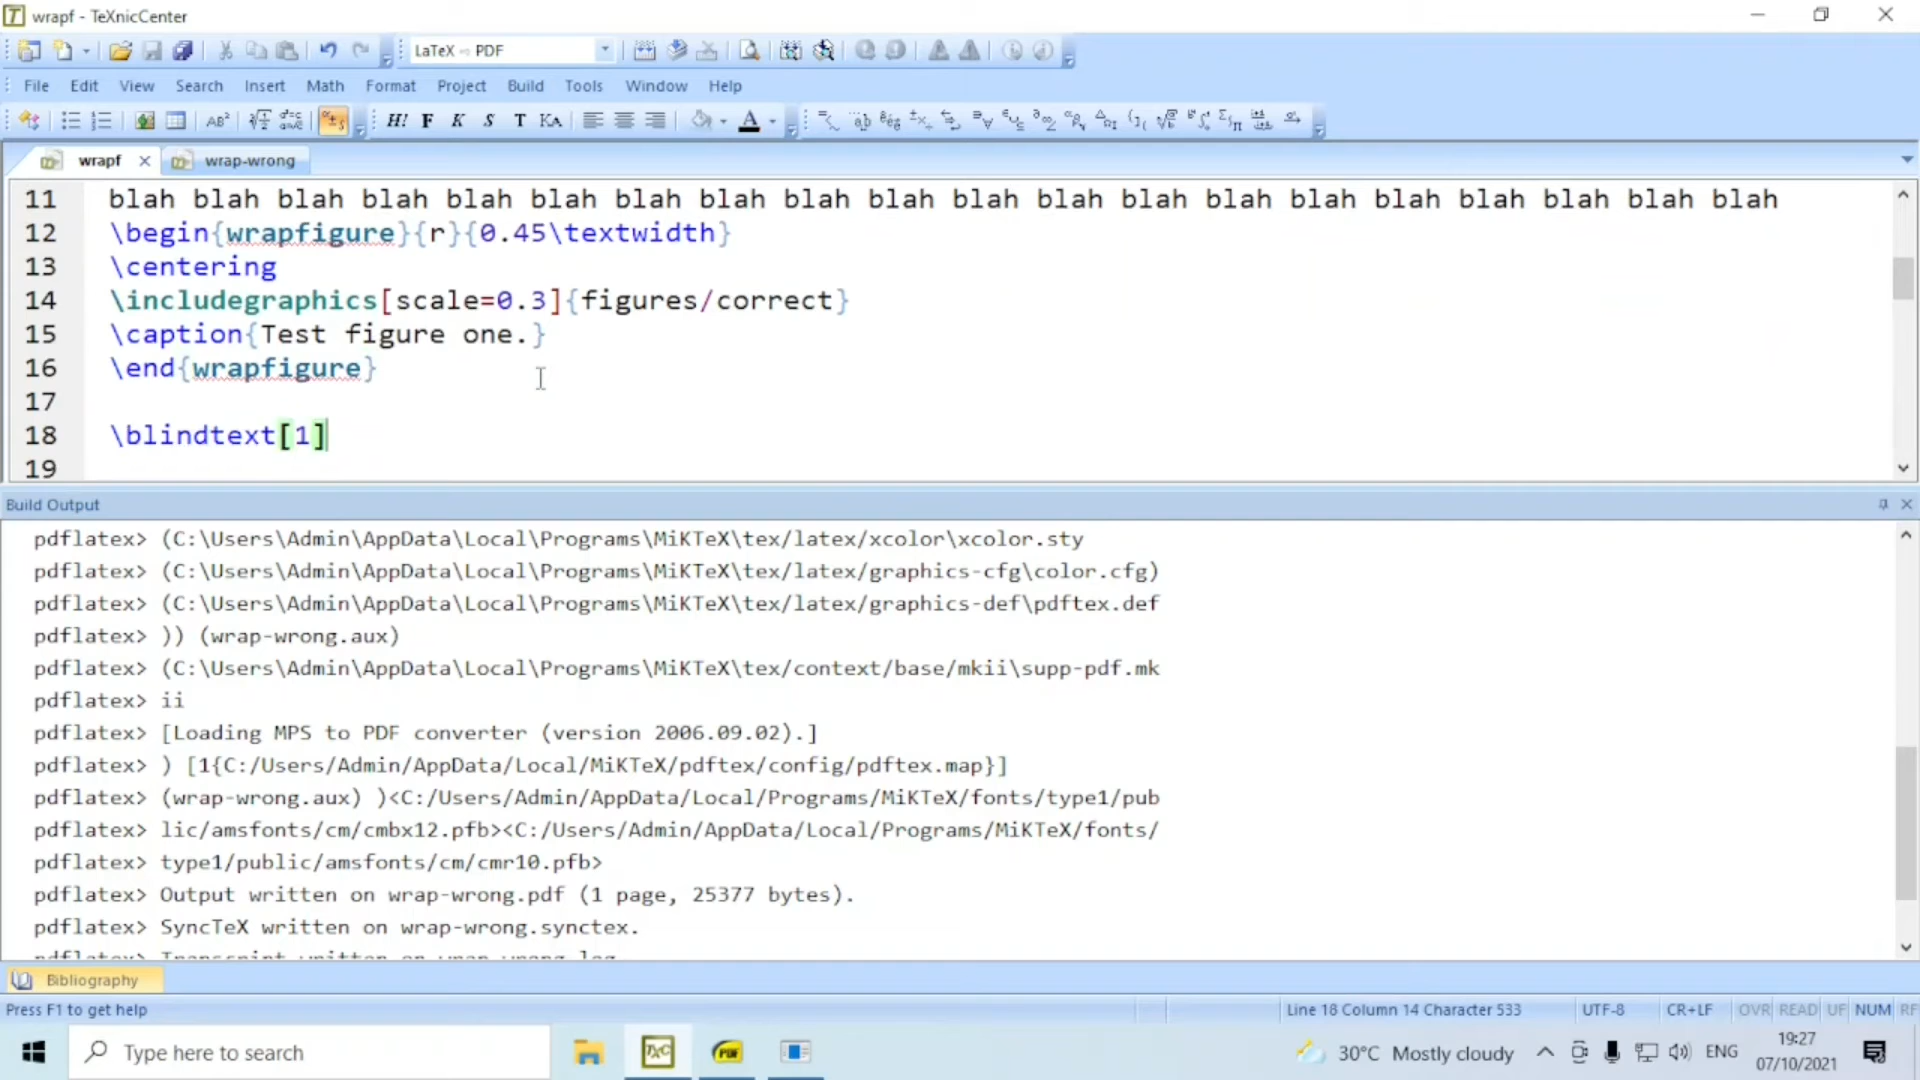 wrapf - TeXnicCenter
LaTeX ⇨ PDF
File Edit View Search Insert Math Format Project Build Tools Window Help
wrapf wrap-wrong
11 blah blah blah blah blah blah blah blah blah blah blah blah blah blah blah blah blah blah blah blah
12 \begin{wrapfigure}{r}{0.45\textwidth}
13 \centering
14 \includegraphics[scale=0.3]{figures/correct}
15 \caption{Test figure one.}
16 \end{wrapfigure}
17
18 \blindtext[1]
19
Build Output
pdflatex> (C:\Users\Admin\AppData\Local\Programs\MiKTeX\tex/latex/xcolor\xcolor.sty
pdflatex> (C:\Users\Admin\AppData\Local\Programs\MiKTeX\tex/latex/graphics-cfg\color.cfg)
pdflatex> (C:\Users\Admin\AppData\Local\Programs\MiKTeX\tex/latex/graphics-def\pdftex.def
pdflatex> )) (wrap-wrong.aux)
pdflatex> (C:\Users\Admin\AppData\Local\Programs\MiKTeX\tex/context/base/mkii\supp-pdf.mk
pdflatex> ii
pdflatex> [Loading MPS to PDF converter (version 2006.09.02).]
pdflatex> ) [1{C:/Users/Admin/AppData/Local/MiKTeX/pdftex/config/pdftex.map}]
pdflatex> (wrap-wrong.aux) )<C:/Users/Admin/AppData/Local/Programs/MiKTeX/fonts/type1/pub
pdflatex> lic/amsfonts/cm/cmbx12.pfb><C:/Users/Admin/AppData/Local/Programs/MiKTeX/fonts/
pdflatex> type1/public/amsfonts/cm/cmr10.pfb>
pdflatex> Output written on wrap-wrong.pdf (1 page, 25377 bytes).
pdflatex> SyncTeX written on wrap-wrong.synctex.
Bibliography
Press F1 to get help Line 18 Column 14 Character 533 UTF-8 CR+LF OVR READ UF NUM RF
Type here to search 30°C Mostly cloudy ENG 19:27
07/10/2021